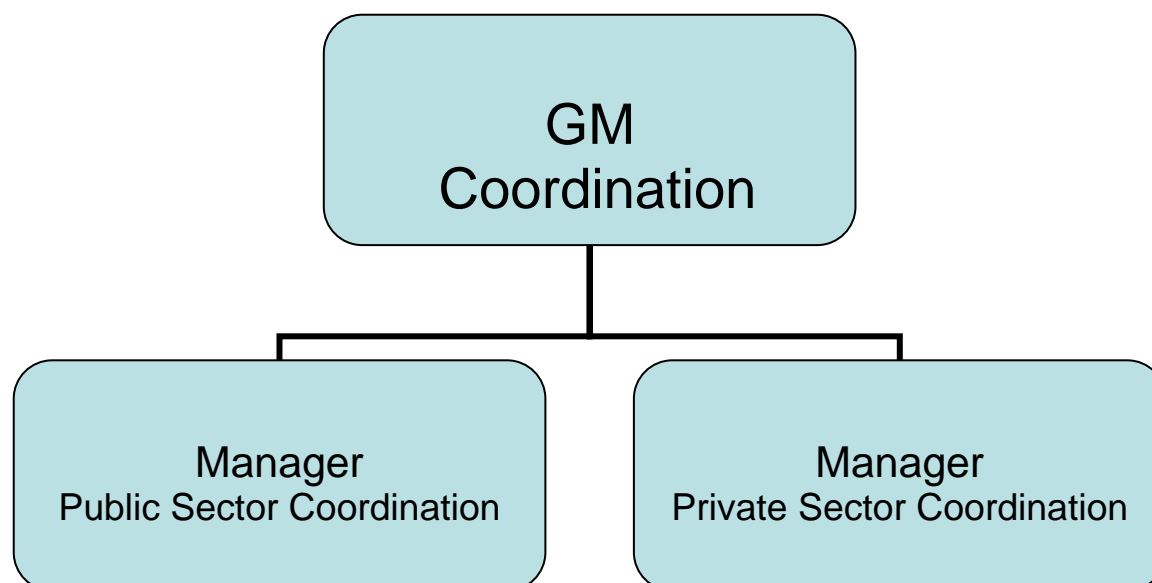 GM
Coordination
Manager
Public Sector Coordination
Manager
Private Sector Coordination